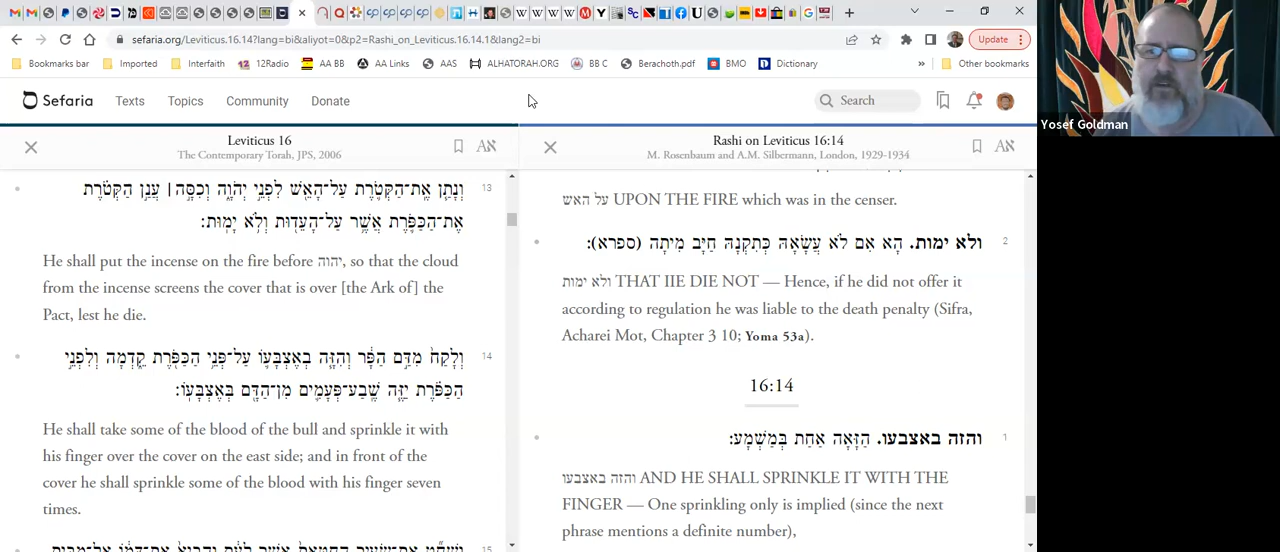 sefaria.org/Leviticus.16.14?lang=bi&aliyot=0&p2=Rashi_on_Leviticus.16.14.1&lang2=bi
Update
Bookmarks bar
Imported
Interfaith
12Radio
AA BB
AA Links
AAS
ALHATORAH.ORG
BB C
Berachoth.pdf
BMO
Dictionary
»
Other bookmarks
Sefaria
Texts
Topics
Community
Donate
Search
Leviticus 16
The Contemporary Torah, JPS, 2006
אA
13
וְנָתַ֧ן אֶֽת־הַקְּטֹ֛רֶת עַל־הָאֵ֖שׁ לִפְנֵ֣י יְהֹוָ֑ה וְכִסָּ֣ה ׀ עֲנַ֣ן הַקְּטֹ֗רֶת
אֶת־הַכַּפֹּ֛רֶת אֲשֶׁ֥ר עַל־הָעֵד֖וּת וְלֹ֥א יָמֽוּת׃
He shall put the incense on the fire before יהוה, so that the cloud
from the incense screens the cover that is over [the Ark of] the
Pact, lest he die.
14
וְלָקַח֙ מִדַּ֣ם הַפָּ֔ר וְהִזָּ֧ה בְאֶצְבָּע֛וֹ עַל־פְּנֵ֥י הַכַּפֹּ֖רֶת קֵ֑דְמָה וְלִפְנֵ֣י
הַכַּפֹּ֗רֶת יַזֶּ֧ה שֶֽׁבַע־פְּעָמִ֛ים מִן־הַדָּ֖ם בְּאֶצְבָּעֽוֹ׃
He shall take some of the blood of the bull and sprinkle it with
his finger over the cover on the east side; and in front of the
cover he shall sprinkle some of the blood with his finger seven
times.
15
Rashi on Leviticus 16:14
M. Rosenbaum and A.M. Silbermann, London, 1929-1934
אA
על האש UPON THE FIRE which was in the censer.
2
ולא ימות. הָא אִם לֹא עֲשָׂאָהּ כְּתִקְנָהּ חַיָּב מִיתָה (ספרא):
ולא ימות THAT IIE DIE NOT — Hence, if he did not offer it
according to regulation he was liable to the death penalty (Sifra,
Acharei Mot, Chapter 3 10; Yoma 53a).
16:14
1
והזה באצבעו. הַזָּאָה אַחַת בְּמַשְׁמָע:
והזה באצבעו AND HE SHALL SPRINKLE IT WITH THE
FINGER — One sprinkling only is implied (since the next
phrase mentions a definite number),
Yosef Goldman